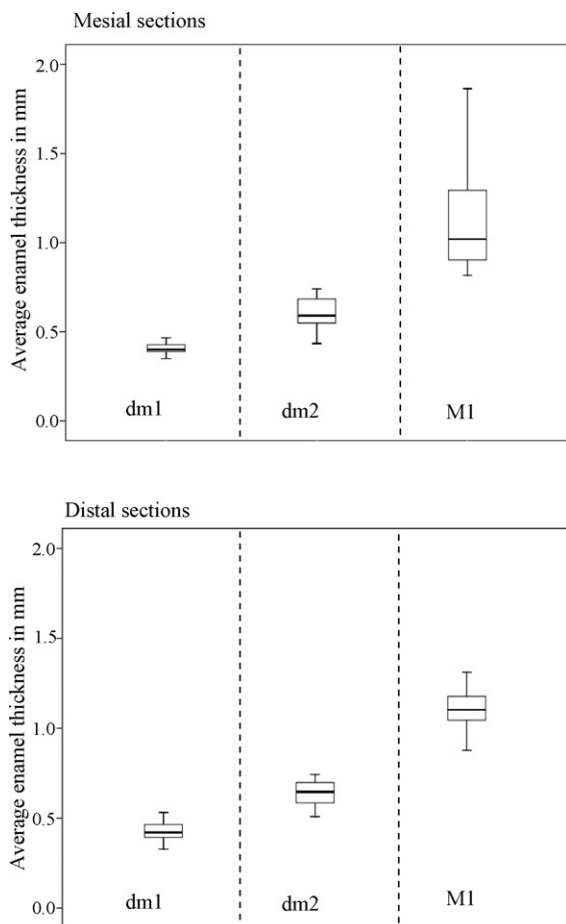 Mesial sections
Average enamel thickness in mm
2.0
1.5
1.0
0.5
0.0
dm1
dm2
M1
Distal sections
Average enamel thickness in mm
2.0
1.5
1.0
0.5
0.0
dm1
dm2
M1